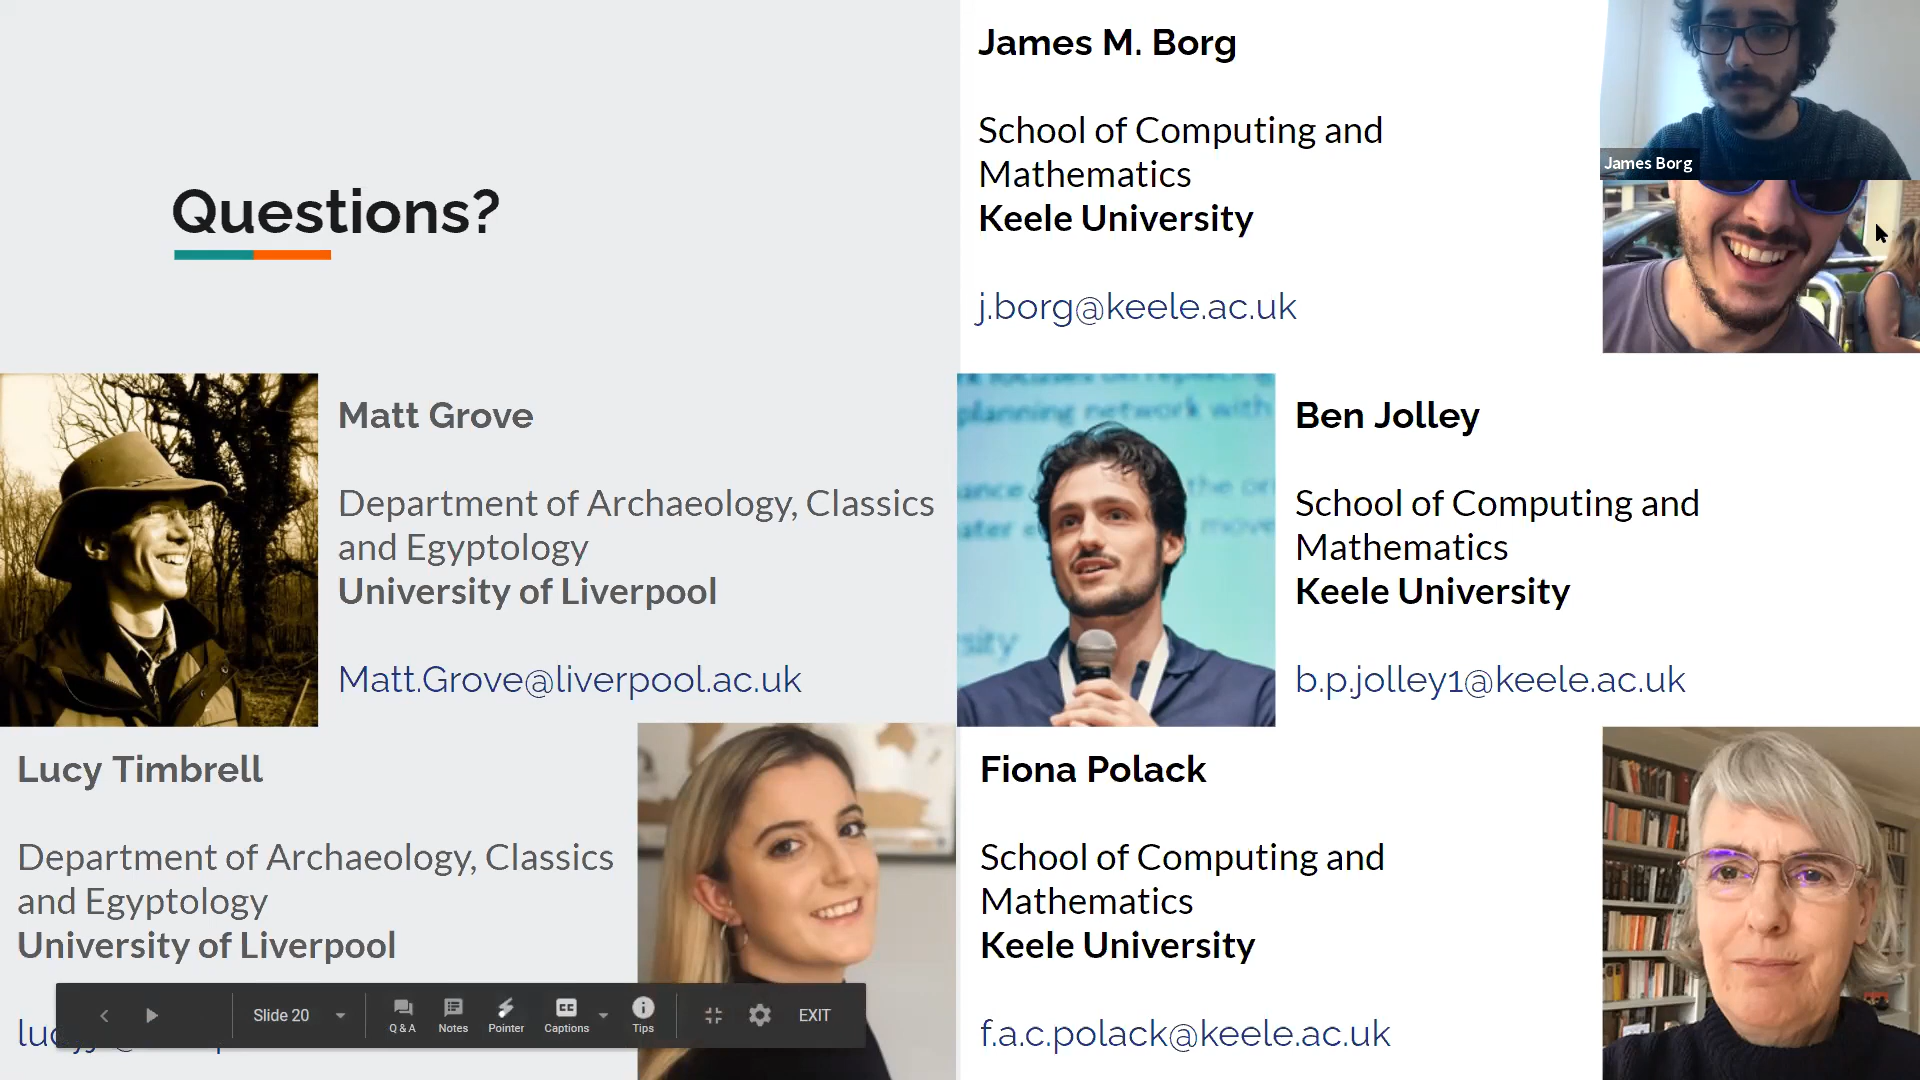 Questions?
James M. Borg
School of Computing and
Mathematics
Keele University
j.borg@keele.ac.uk
James Borg
Matt Grove
Department of Archaeology, Classics
and Egyptology
University of Liverpool
Matt.Grove@liverpool.ac.uk
planning network with
Ben Jolley
School of Computing and
Mathematics
Keele University
b.p.jolley1@keele.ac.uk
Lucy Timbrell
Department of Archaeology, Classics
and Egyptology
University of Liverpool
Fiona Polack
School of Computing and
Mathematics
Keele University
f.a.c.polack@keele.ac.uk
Slide 20
Q & A
Notes
Pointer
CC
Captions
Tips
EXIT